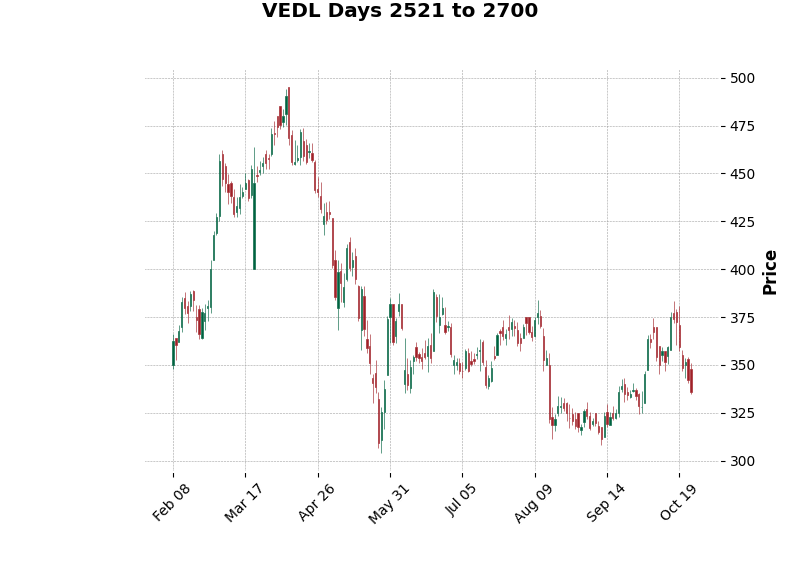 VEDL Days 2521 to 2700
500
475
450
425
400
375
350
325
300
Price
Feb 08
Mar 17
Apr 26
May 31
Jul 05
Aug 09
Sep 14
Oct 19